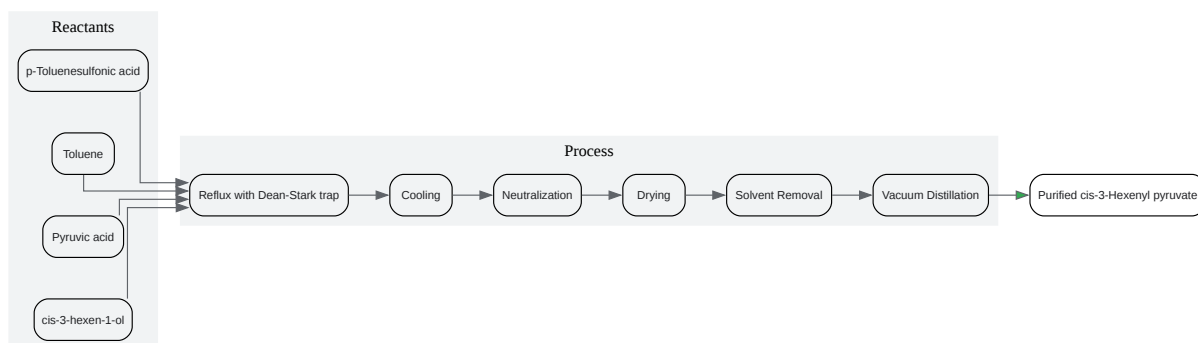 Reactants
p-Toluenesulfonic acid
Toluene
Pyruvic acid
cis-3-hexen-1-ol
Process
Reflux with Dean-Stark trap
Cooling
Neutralization
Drying
Solvent Removal
Vacuum Distillation
Purified cis-3-Hexenyl pyruvate